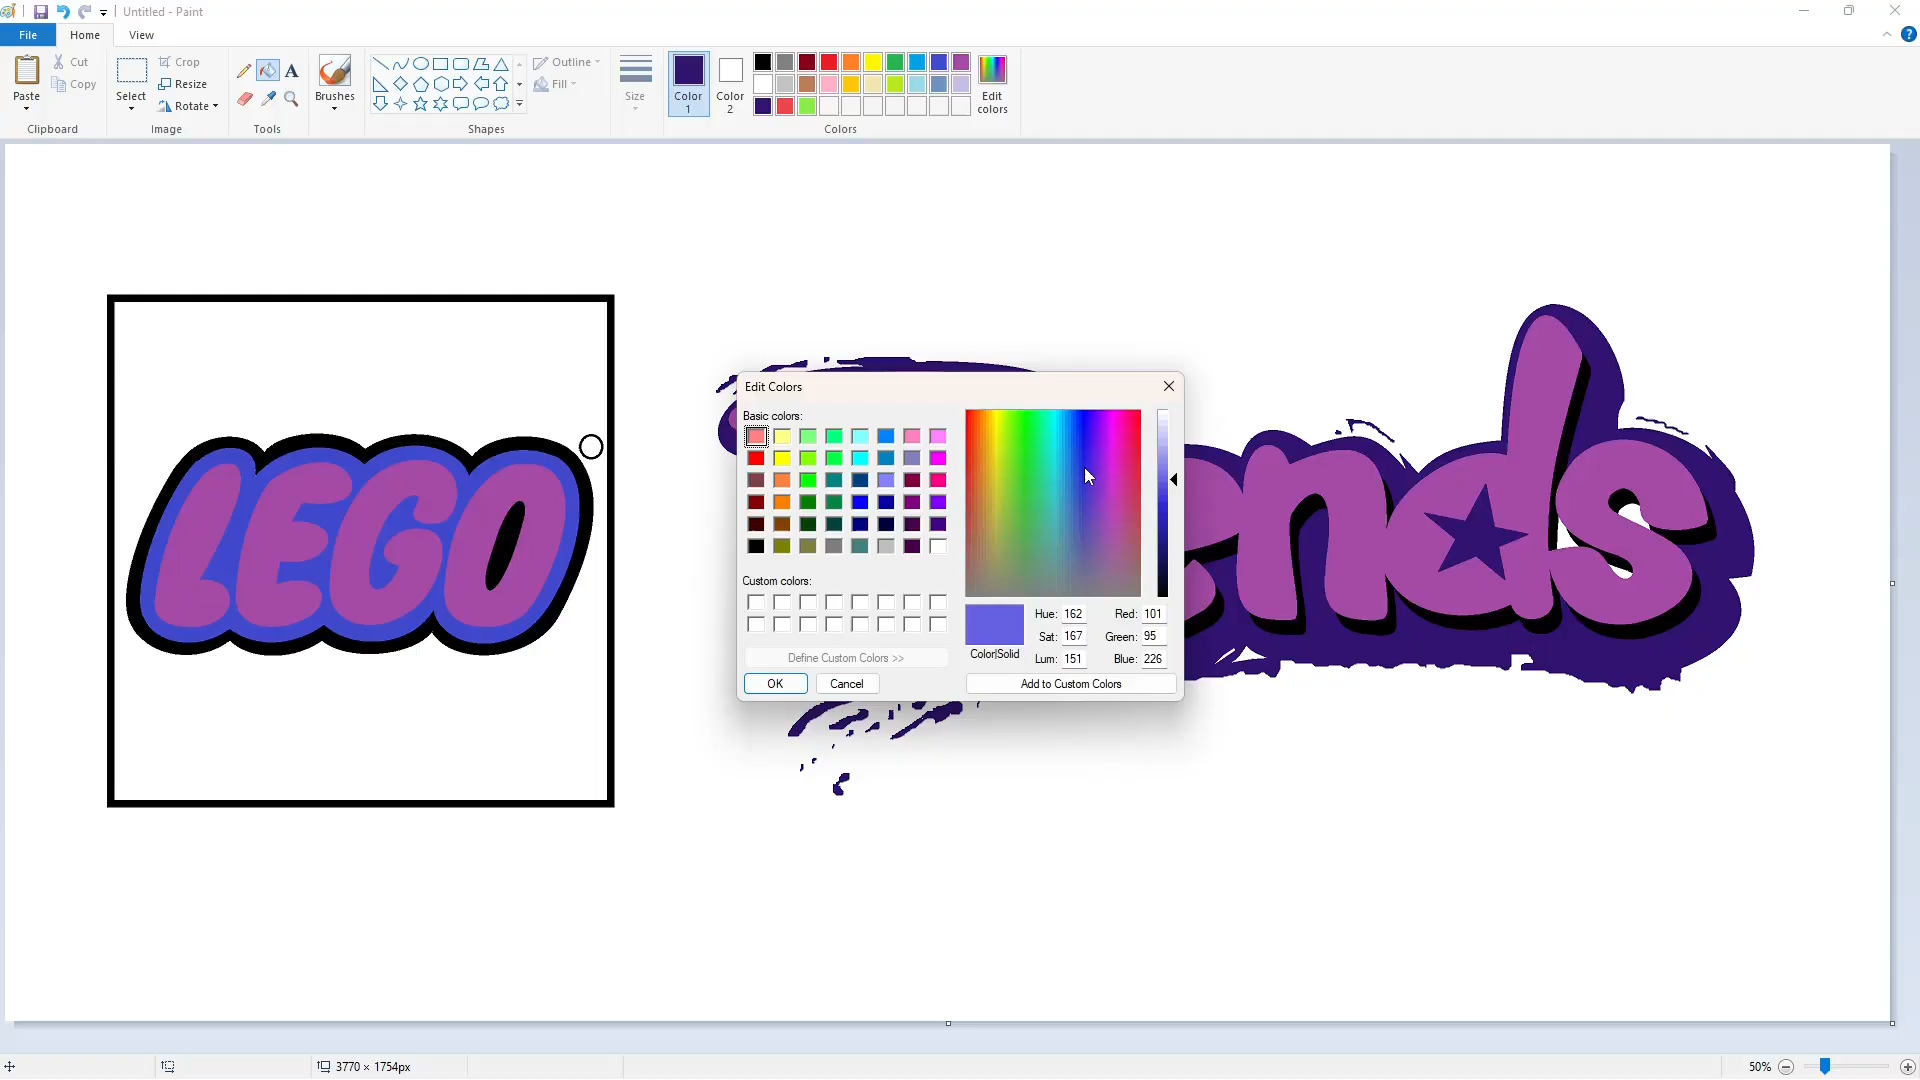 Untitled - Paint
File Home View
Paste
Cut
Copy
Clipboard
Select
Crop
Resize
Rotate
Image
Tools
Brushes
Shapes
Outline
Fill
Size
Color 1
Color 2
Edit colors
Colors
LEGO
nds
Edit Colors
Basic colors:
Custom colors:
Define Custom Colors >>
OK Cancel
Color|Solid
Hue: 162 Red: 101
Sat: 167 Green: 95
Lum: 151 Blue: 226
Add to Custom Colors
3770 × 1754px
50%